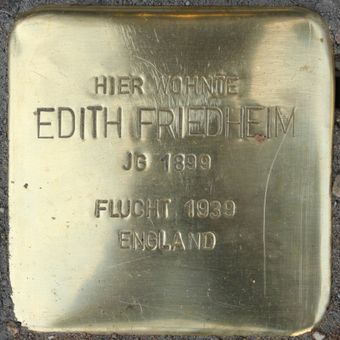 HIER WOHNTE
EDITH FRIEDHEIM
JG 1899
FLUCHT 1939
ENGLAND